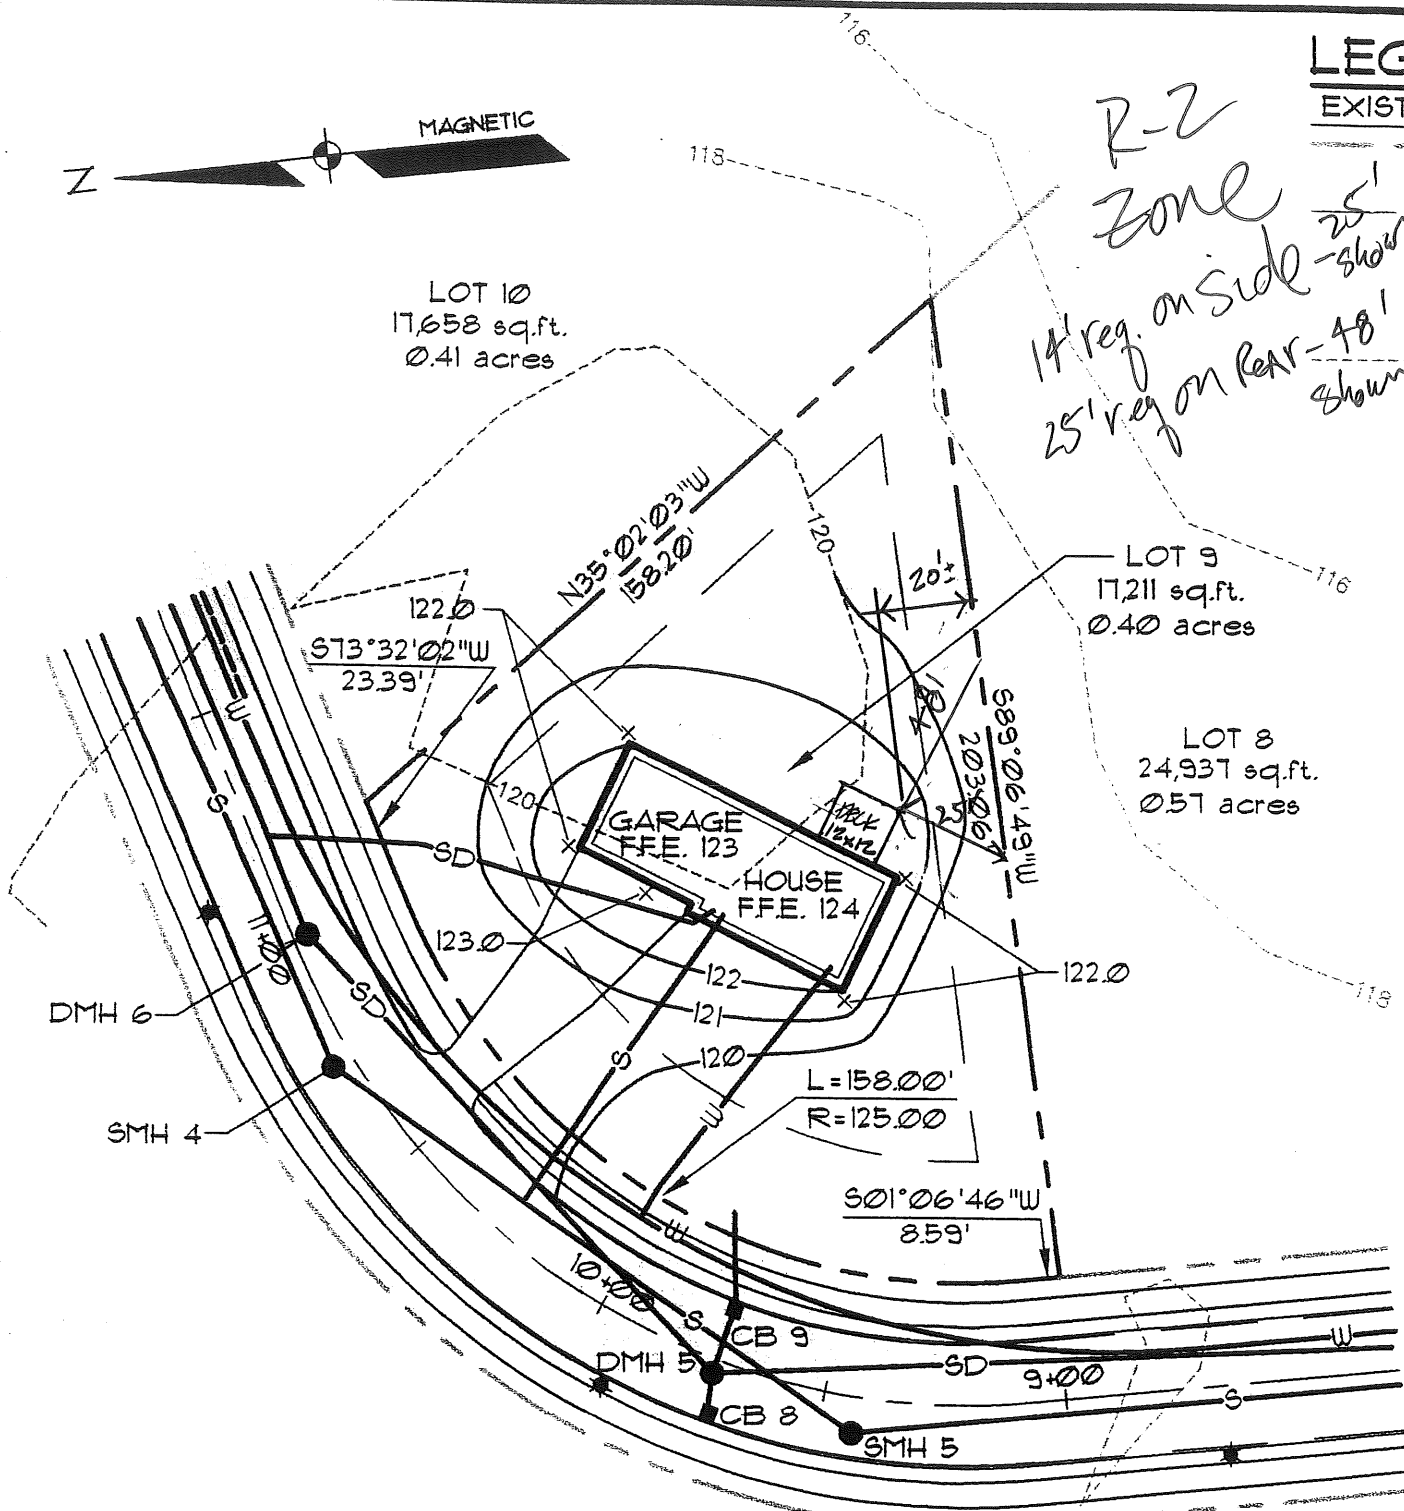 116
LEG
EXIST
MAGNETIC
Z
118
R-2
Zone
25'
-show
14' req. on side
25' req on Rear - 48'
shown
LOT 10
17,658 sq.ft.
0.41 acres
N35°02'03"W
158.20'
120
20'±
LOT 9
17,211 sq.ft.
0.40 acres
116
122.0
S73°32'02"W
23.39'
48'
S89°06'49"W
203.06'
LOT 8
24,937 sq.ft.
0.57 acres
W
S
120
GARAGE
F.F.E. 123
DECK
12x12
25'
SD
HOUSE
F.F.E. 124
123.0
122
122.0
118
11+00
DMH 6
SD
121
S
120
L=158.00'
R=125.00
W
SMH 4
S01°06'46"W
8.59'
W
10+00
S
CB 9
DMH 5
SD
W
9+00
CB 8
S
SMH 5